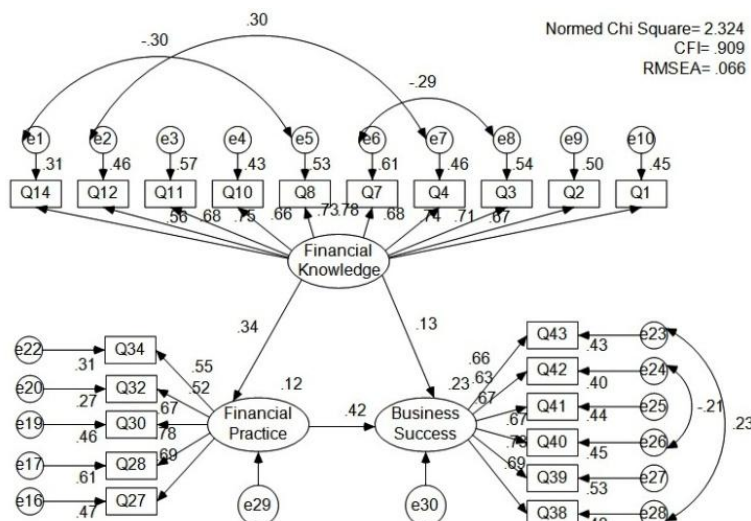 Normed Chi Square= 2.324
CFI= .909
RMSEA= .066
.30
-.30
-.29
e1 e2 e3 e4 e5 e6 e7 e8 e9 e10
.31 .46 .57 .43 .53 .61 .46 .54 .50 .45
Q14 Q12 Q11 Q10 Q8 Q7 Q4 Q3 Q2 Q1
.56 .68 .75 .66 .73 .78 .68 .74 .71 .67
Financial
Knowledge
.34
.13
e22 Q34
.31
e20 Q32
.27
e19 Q30
.46
e17 Q28
.61
e16 Q27
.47
.55
.52
.67
.78
.69
.12
Financial
Practice
.42
.23
Business
Success
e29
e30
.66
.63
.67
.67
.69
Q43 e23
.43
Q42 e24
.40
Q41 e25
.44
Q40 e26
.45
Q39 e27
.53
Q38 e28
-.21
.23